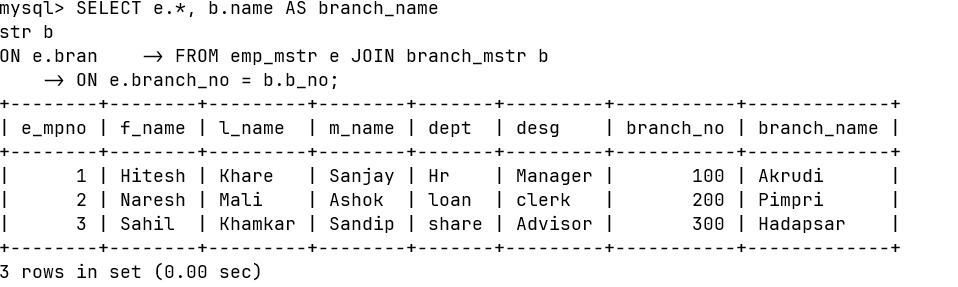 mysql> SELECT e.*, b.name AS branch_name
str b
ON e.bran    -> FROM emp_mstr e JOIN branch_mstr b
    -> ON e.branch_no = b.b_no;
+--------+--------+---------+--------+-------+---------+-----------+-------------+
| e_mpno | f_name | l_name  | m_name | dept  | desg    | branch_no | branch_name |
+--------+--------+---------+--------+-------+---------+-----------+-------------+
|      1 | Hitesh | Khare   | Sanjay | Hr    | Manager |       100 | Akrudi      |
|      2 | Naresh | Mali    | Ashok  | loan  | clerk   |       200 | Pimpri      |
|      3 | Sahil  | Khamkar | Sandip | share | Advisor |       300 | Hadapsar    |
+--------+--------+---------+--------+-------+---------+-----------+-------------+
3 rows in set (0.00 sec)